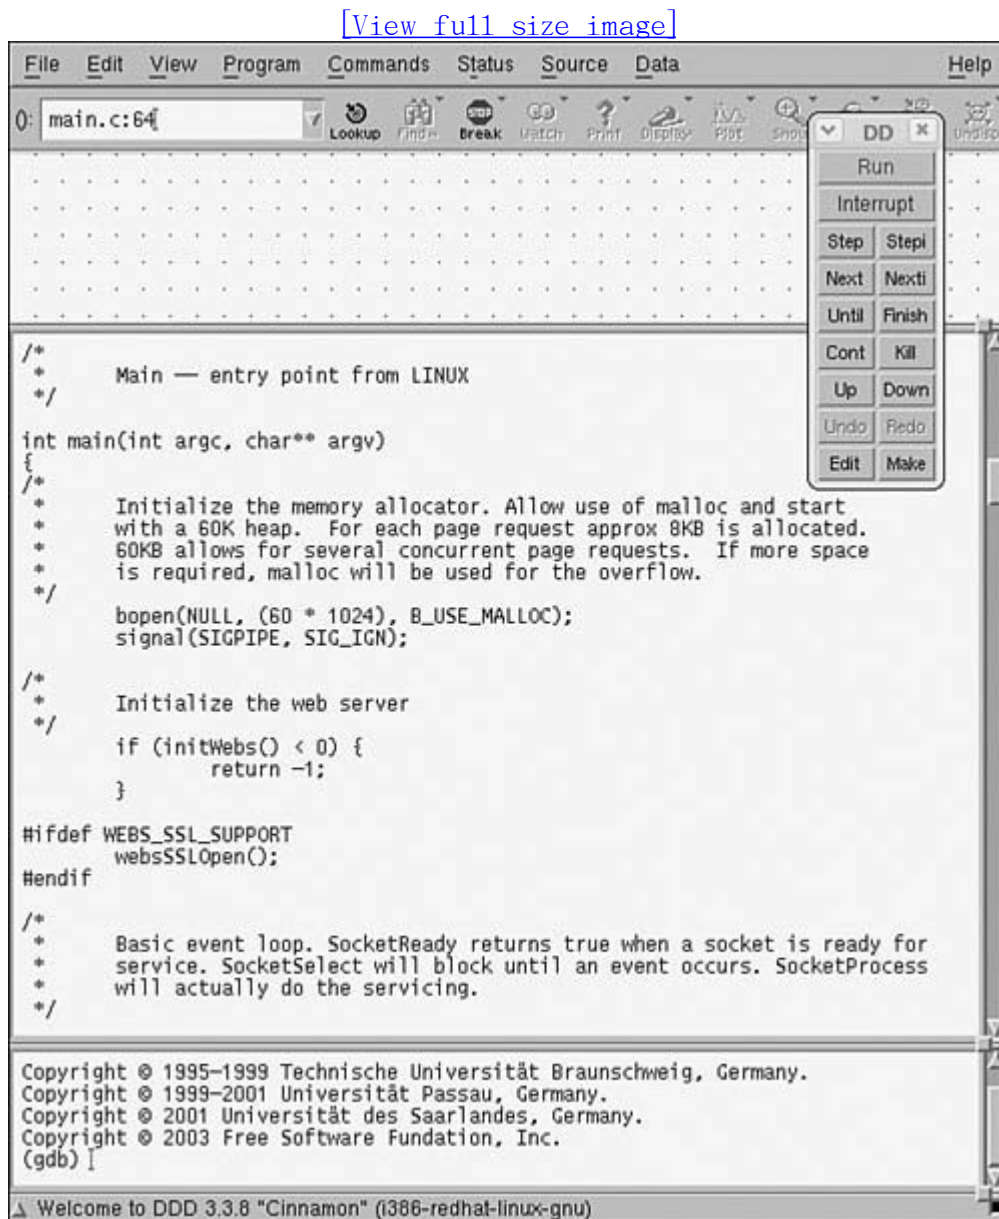 [View full size image]
File Edit View Program Commands Status Source Data Help
(): main.c:64
Lookup Find» Break Watch Print Display Plot
DD
Run
Interrupt
Step Stepi
Next Nexti
Until Finish
Cont Kill
Up Down
Undo Redo
Edit Make
/*
* Main — entry point from LINUX
*/
int main(int argc, char** argv)
{
/*
* Initialize the memory allocator. Allow use of malloc and start
* with a 60K heap. For each page request approx 8KB is allocated.
* 60KB allows for several concurrent page requests. If more space
* is required, malloc will be used for the overflow.
*/
bopen(NULL, (60 * 1024), B_USE_MALLOC);
signal(SIGPIPE, SIG_IGN);
/*
* Initialize the web server
*/
if (initWebs() < 0) {
return —1;
}
#ifdef WEBS_SSL_SUPPORT
websSSLOpen();
#endif
/*
* Basic event loop. SocketReady returns true when a socket is ready for
* service. SocketSelect will block until an event occurs. SocketProcess
* will actually do the servicing.
*/
Copyright © 1995—1999 Technische Universität Braunschweig, Germany.
Copyright © 1999—2001 Universität Passau, Germany.
Copyright © 2001 Universität des Saarlandes, Germany.
Copyright © 2003 Free Software Fundation, Inc.
(gdb)
Welcome to DDD 3.3.8 "Cinnamon" (i386-redhat-linux-gnu)